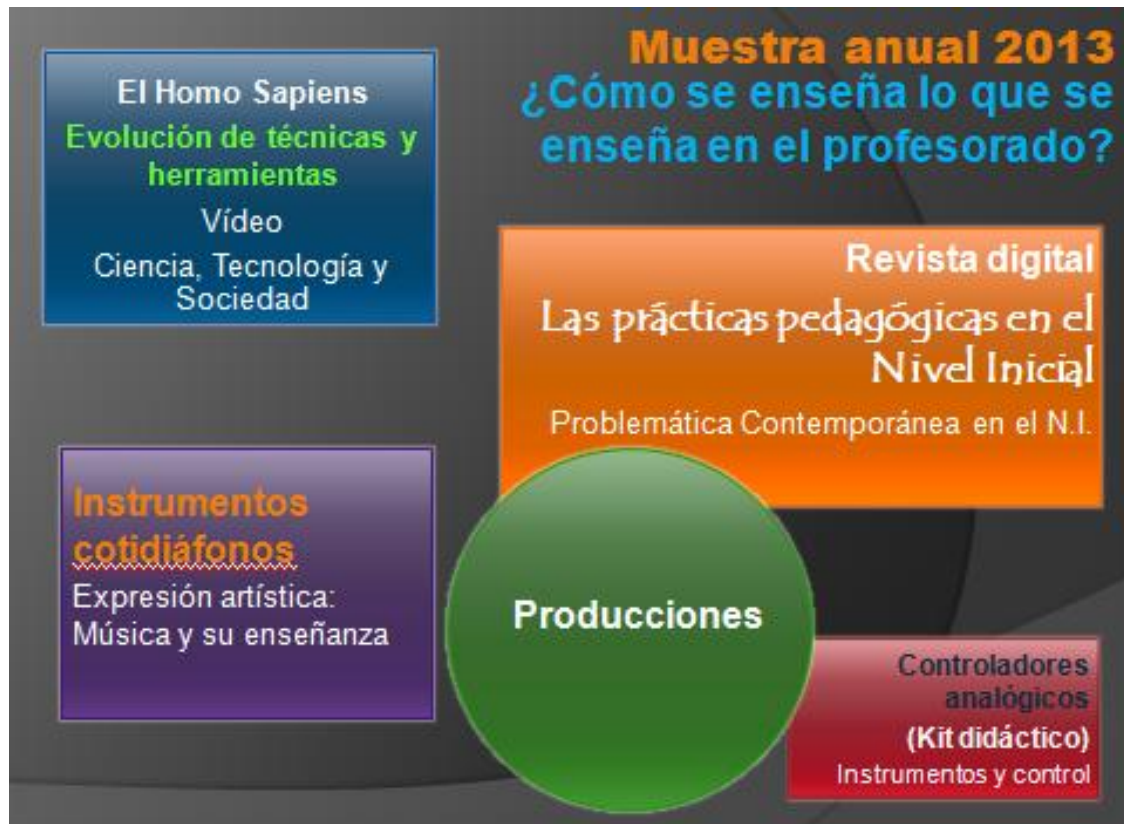 Muestra anual 2013
¿Cómo se enseña lo que se
enseña en el profesorado?
El Homo Sapiens
Evolución de técnicas y
herramientas
Vídeo
Ciencia, Tecnología y
Sociedad
Revista digital
Las prácticas pedagógicas en el
Nivel Inicial
Problemática Contemporánea en el N.I.
Instrumentos
cotidiáfonos
Expresión artística:
Música y su enseñanza
Producciones
Controladores
analógicos
(Kit didáctico)
Instrumentos y control